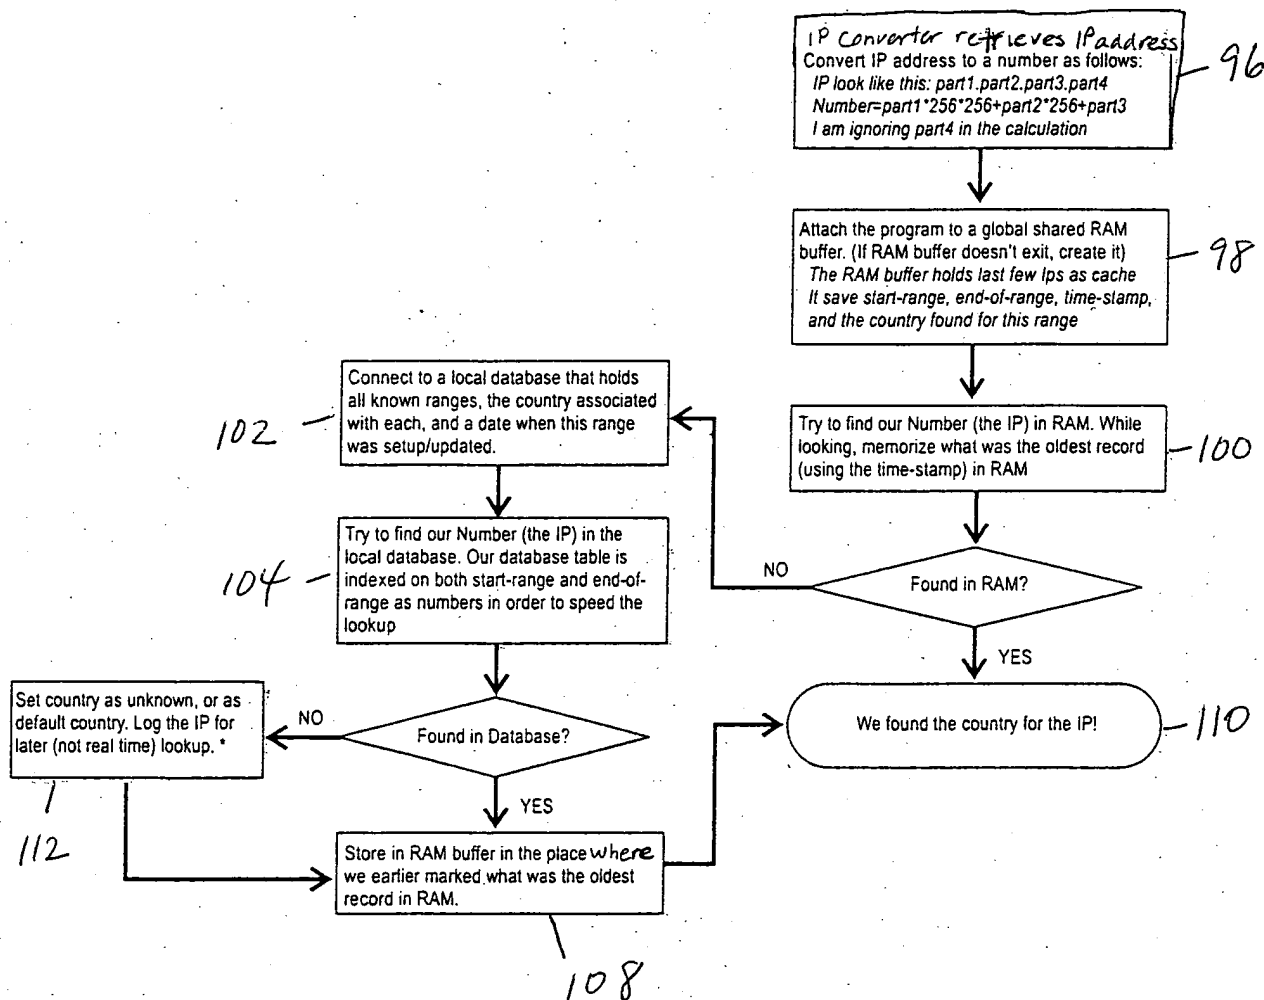 IP Converter retrieves IP address
Convert IP address to a number as follows:
IP look like this: part1.part2.part3.part4
Number=part1*256*256+part2*256+part3
I am ignoring part4 in the calculation
96
Attach the program to a global shared RAM
buffer. (If RAM buffer doesn't exit, create it)
The RAM buffer holds last few Ips as cache
It save start-range, end-of-range, time-stamp,
and the country found for this range
98
Try to find our Number (the IP) in RAM. While
looking, memorize what was the oldest record
(using the time-stamp) in RAM
100
Found in RAM?
NO
YES
Connect to a local database that holds
all known ranges, the country associated
with each, and a date when this range
was setup/updated.
102
Try to find our Number (the IP) in the
local database. Our database table is
indexed on both start-range and end-of-
range as numbers in order to speed the
lookup
104
Found in Database?
NO
YES
Set country as unknown, or as
default country. Log the IP for
later (not real time) lookup. *
112
Store in RAM buffer in the place where
we earlier marked what was the oldest
record in RAM.
108
We found the country for the IP!
110